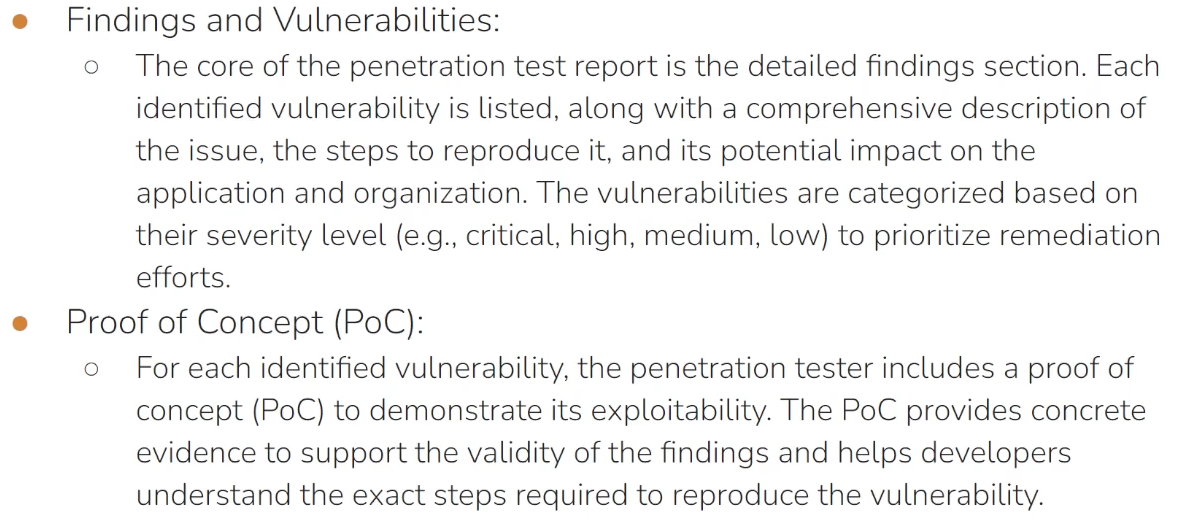 ● Findings and Vulnerabilities:
○ The core of the penetration test report is the detailed findings section. Each
identified vulnerability is listed, along with a comprehensive description of
the issue, the steps to reproduce it, and its potential impact on the
application and organization. The vulnerabilities are categorized based on
their severity level (e.g., critical, high, medium, low) to prioritize remediation
efforts.
● Proof of Concept (PoC):
○ For each identified vulnerability, the penetration tester includes a proof of
concept (PoC) to demonstrate its exploitability. The PoC provides concrete
evidence to support the validity of the findings and helps developers
understand the exact steps required to reproduce the vulnerability.